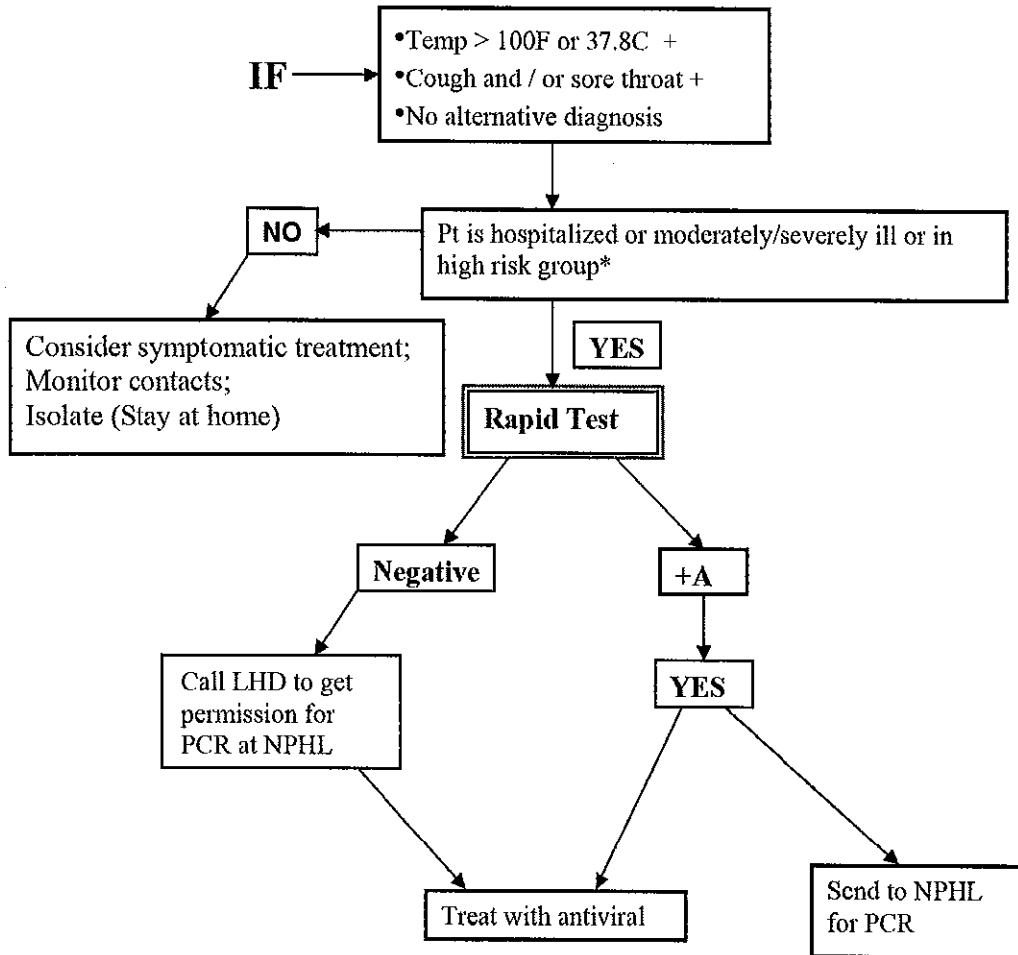 IF
•Temp > 100F or 37.8C +
•Cough and / or sore throat +
•No alternative diagnosis
NO
Pt is hospitalized or moderately/severely ill or in
high risk group*
Consider symptomatic treatment;
Monitor contacts;
Isolate (Stay at home)
YES
Rapid Test
Negative
+A
Call LHD to get
permission for
PCR at NPHL
YES
Treat with antiviral
Send to NPHL
for PCR